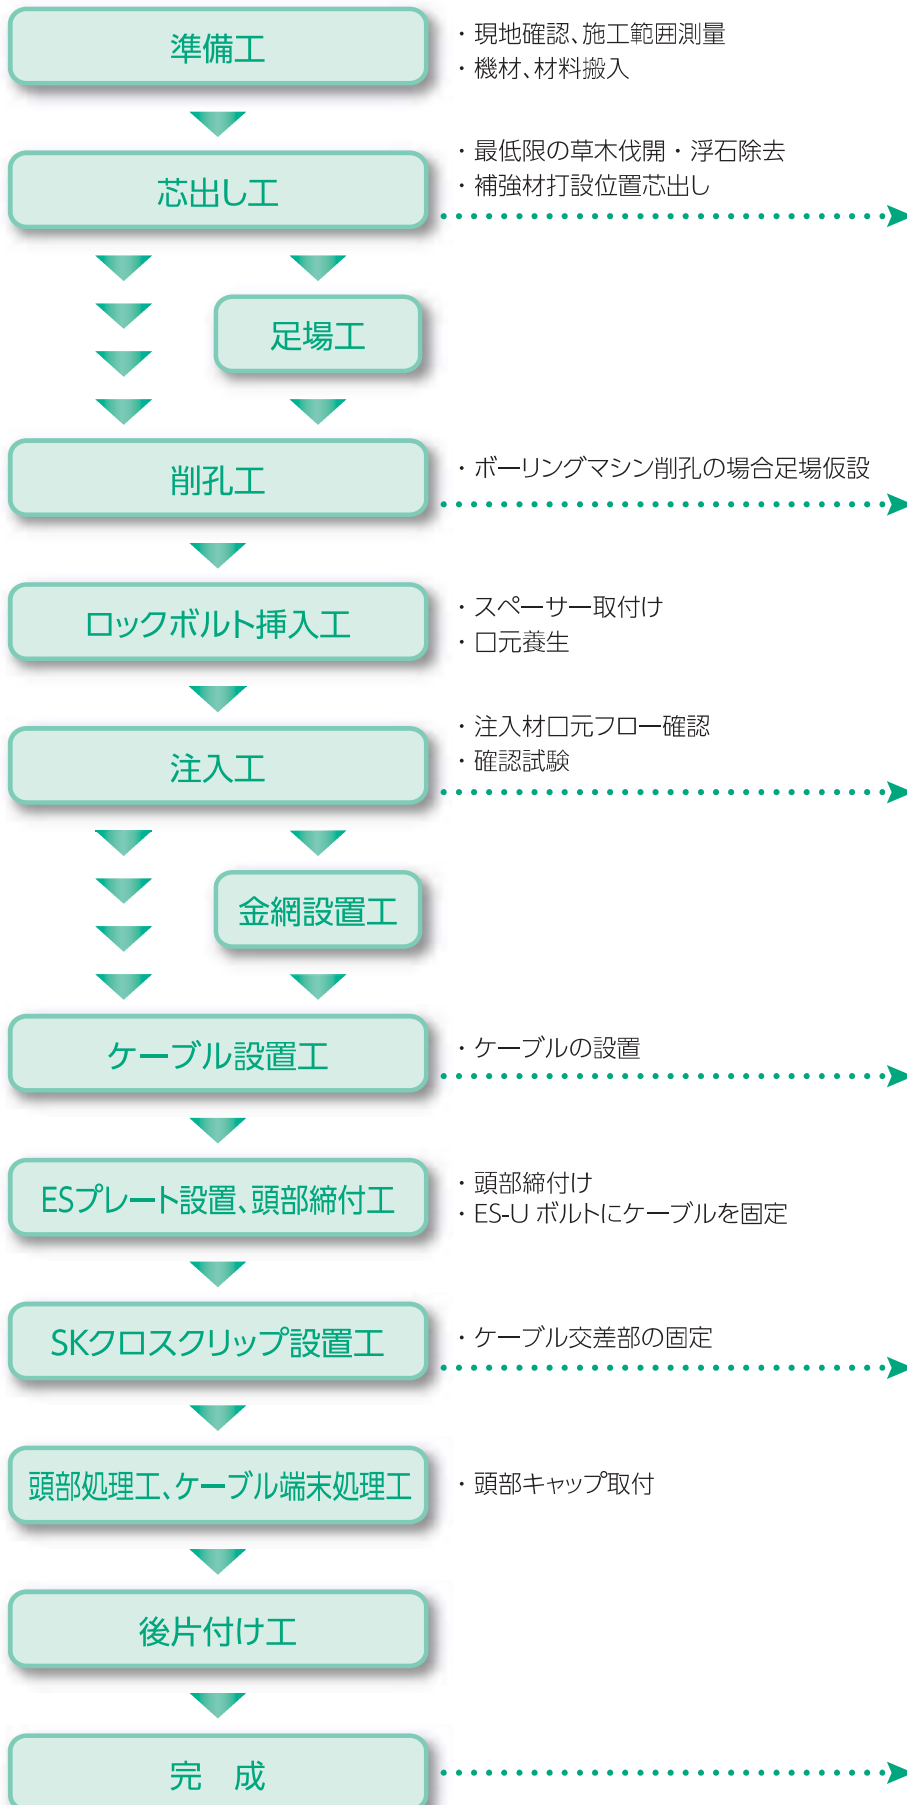 準備工
・現地確認、施工範囲測量
・機材、材料搬入
芯出し工
・最低限の草木伐開・浮石除去
・補強材打設位置芯出し
足場工
削孔工
・ボーリングマシン削孔の場合足場仮設
ロックボルト挿入工
・スペーサー取付け
・口元養生
注入工
・注入材口元フロー確認
・確認試験
金網設置工
ケーブル設置工
・ケーブルの設置
ESプレート設置、頭部締付工
・頭部締付け
・ES-U ボルトにケーブルを固定
SKクロスクリップ設置工
・ケーブル交差部の固定
頭部処理工、ケーブル端末処理工
・頭部キャップ取付
後片付け工
完　成